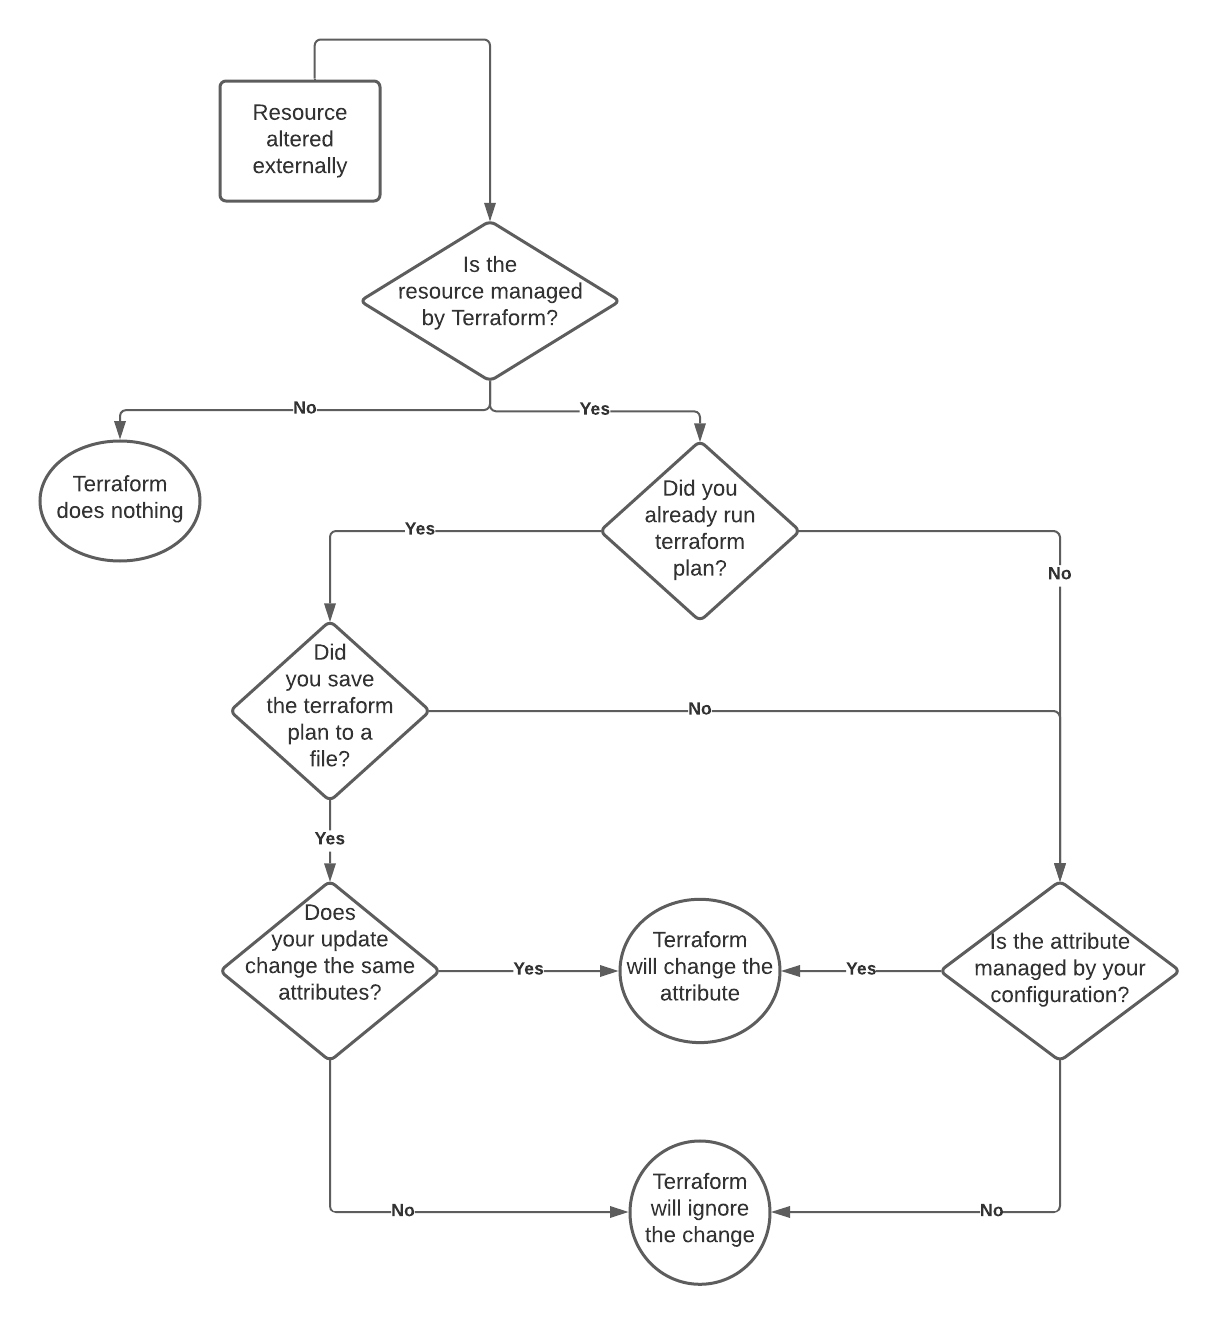 Resource
altered
externally
Is the
resource managed
by Terraform?
No
Yes
Terraform
does nothing
Did you
already run
terraform
plan?
Yes
No
Did
you save
the terraform
plan to a
file?
No
Yes
Does
your update
change the same
attributes?
Yes
Terraform
will change the
attribute
Yes
Is the attribute
managed by your
configuration?
No
Terraform
will ignore
the change
No